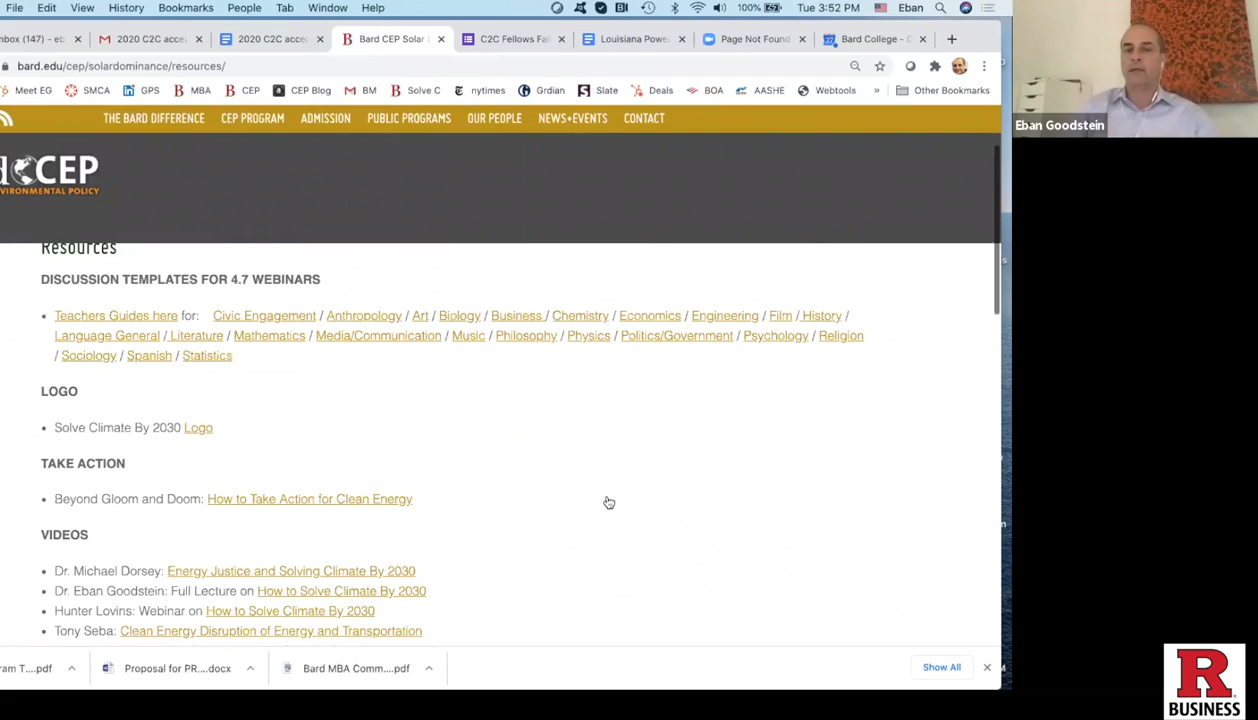 File Edit View History Bookmarks People Tab Window Help 100% Tue 3:52 PM Eban
nbox (147) - eb 2020 C2C acce 2020 C2C acce Bard CEP Solar C2C Fellows Fal Louisiana Powe Page Not Found Bard College - C
bard.edu/cep/solardominance/resources/
Meet EG SMCA GPS MBA CEP CEP Blog BM Solve C nytimes Grdian Slate Deals BOA AASHE Webtools » Other Bookmarks
THE BARD DIFFERENCE CEP PROGRAM ADMISSION PUBLIC PROGRAMS OUR PEOPLE NEWS+EVENTS CONTACT
Eban Goodstein
d CEP
VIRONMENTAL POLICY
Resources
DISCUSSION TEMPLATES FOR 4.7 WEBINARS
• Teachers Guides here for: Civic Engagement / Anthropology / Art / Biology / Business / Chemistry / Economics / Engineering / Film / History /
Language General / Literature / Mathematics / Media/Communication / Music / Philosophy / Physics / Politics/Government / Psychology / Religion
/ Sociology / Spanish / Statistics
LOGO
• Solve Climate By 2030 Logo
TAKE ACTION
• Beyond Gloom and Doom: How to Take Action for Clean Energy
VIDEOS
• Dr. Michael Dorsey: Energy Justice and Solving Climate By 2030
• Dr. Eban Goodstein: Full Lecture on How to Solve Climate By 2030
• Hunter Lovins: Webinar on How to Solve Climate By 2030
• Tony Seba: Clean Energy Disruption of Energy and Transportation
ram T....pdf Proposal for PR....docx Bard MBA Comm....pdf Show All
R
BUSINESS